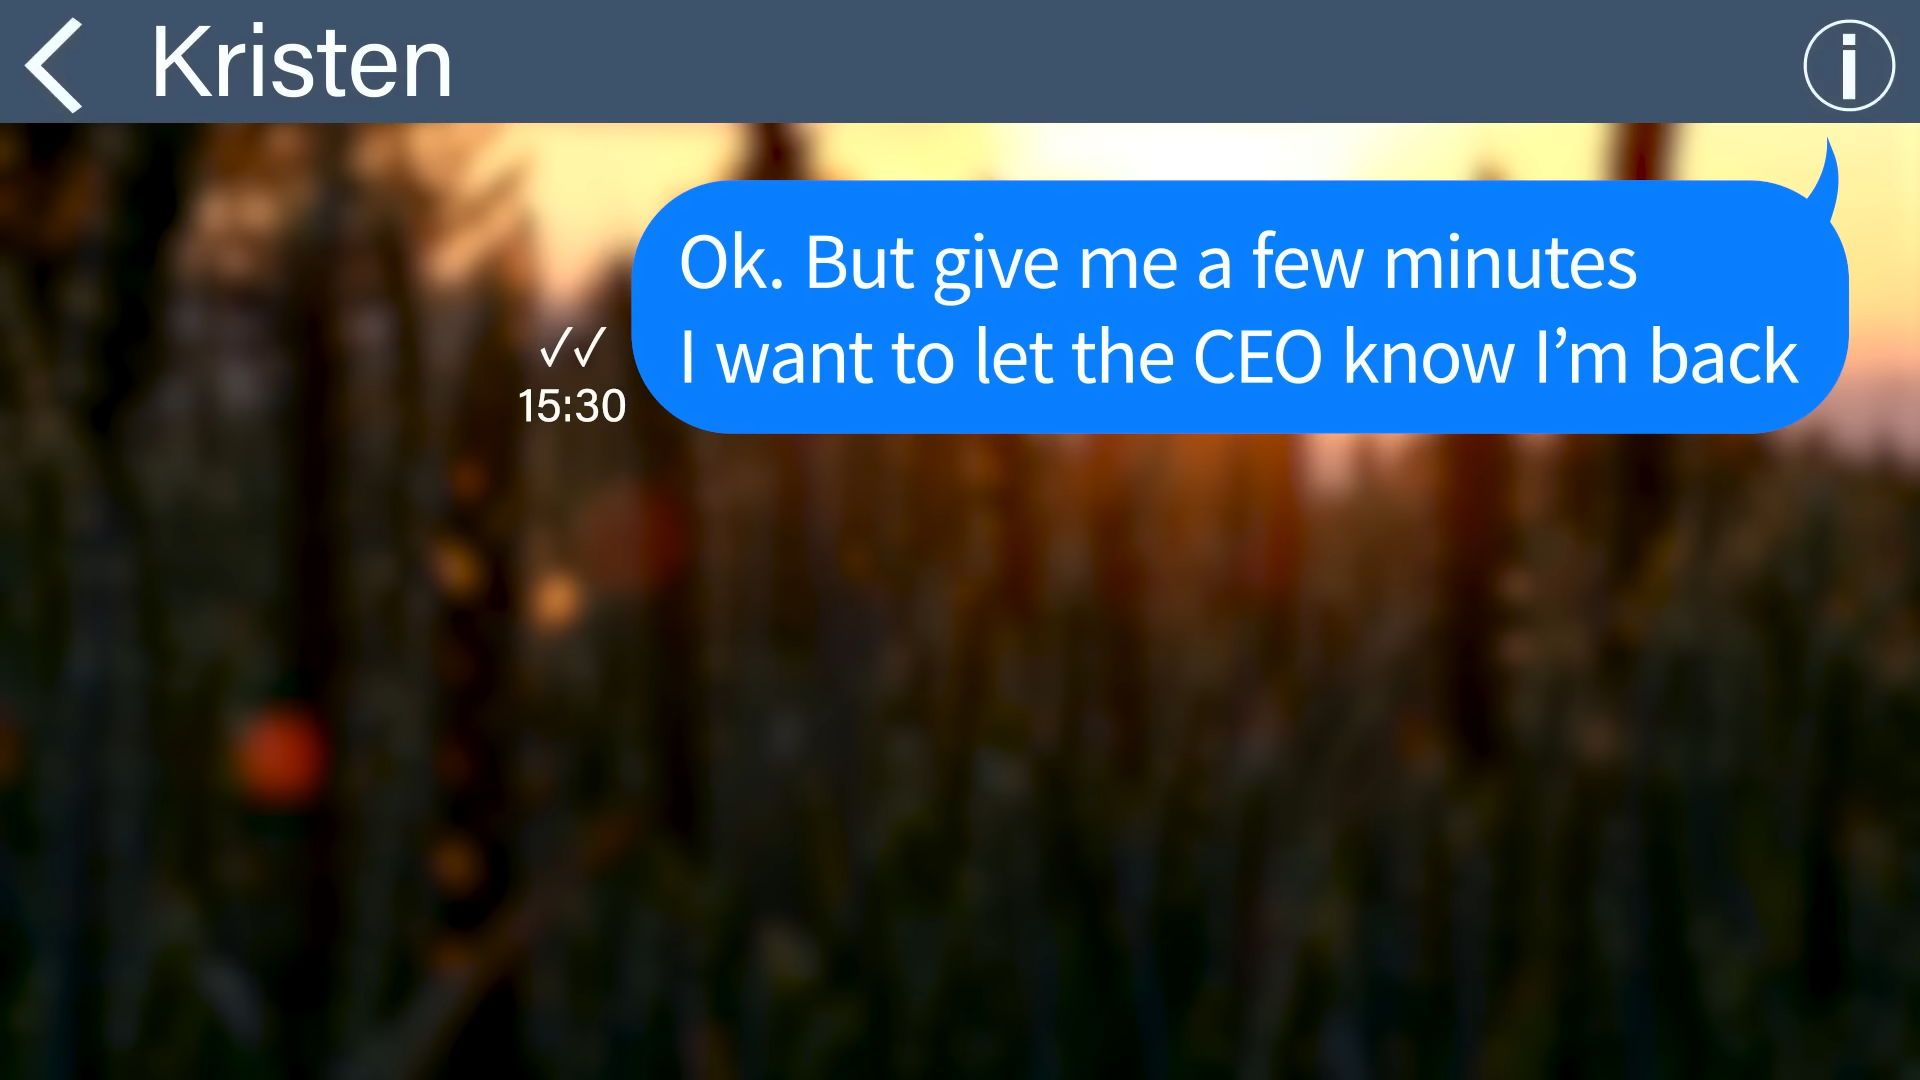 Kristen
Ok. But give me a few minutes
I want to let the CEO know I’m back
✓✓
15:30